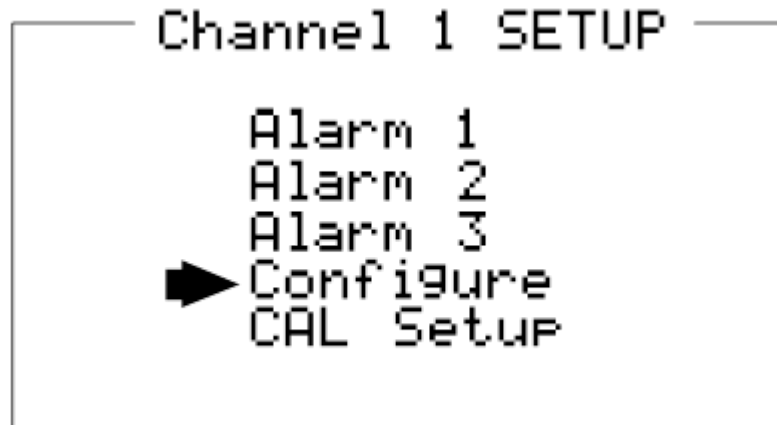 Channel 1 SETUP
Alarm 1
Alarm 2
Alarm 3
Configure
CAL Setup